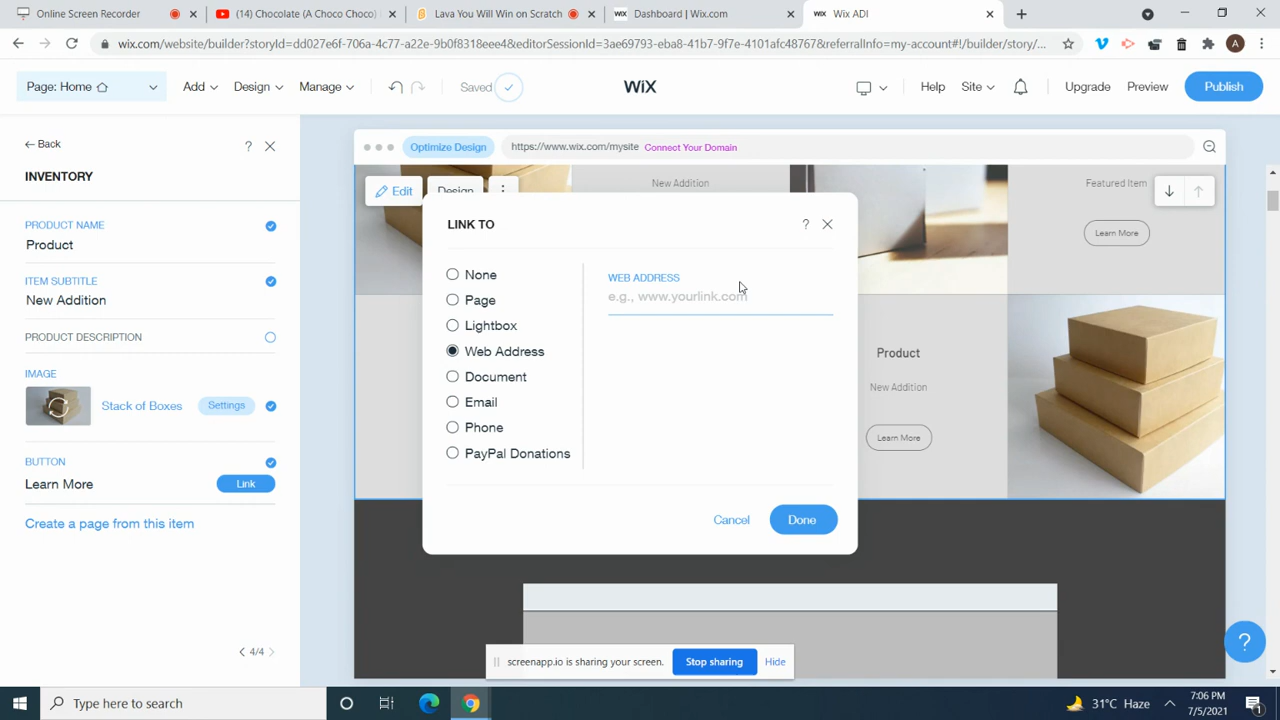 Online Screen Recorder
(14) Chocolate (A Choco Choco)
Lava You Will Win on Scratch
Dashboard | Wix.com
Wix ADI
wix.com/website/builder?storyId=dd027e6f-706a-4c77-a22e-9b0f8318eee4&editorSessionId=3ae69793-eba8-41b7-9f7e-4101afc48767&referralInfo=my-account#!/builder/story/...
A
Page: Home
Add
Design
Manage
Saved
WiX
Help
Site
Upgrade
Preview
Publish
← Back
?
INVENTORY
PRODUCT NAME
Product
ITEM SUBTITLE
New Addition
PRODUCT DESCRIPTION
IMAGE
Stack of Boxes
Settings
BUTTON
Learn More
Link
Create a page from this item
4/4
Optimize Design
https://www.wix.com/mysite
Connect Your Domain
Edit
Design
New Addition
Featured Item
Learn More
Product
New Addition
Learn More
LINK TO
?
None
Page
Lightbox
Web Address
Document
Email
Phone
PayPal Donations
WEB ADDRESS
e.g., www.yourlink.com
Cancel
Done
?
screenapp.io is sharing your screen.
Stop sharing
Hide
Type here to search
31°C Haze
7:06 PM
7/5/2021
1